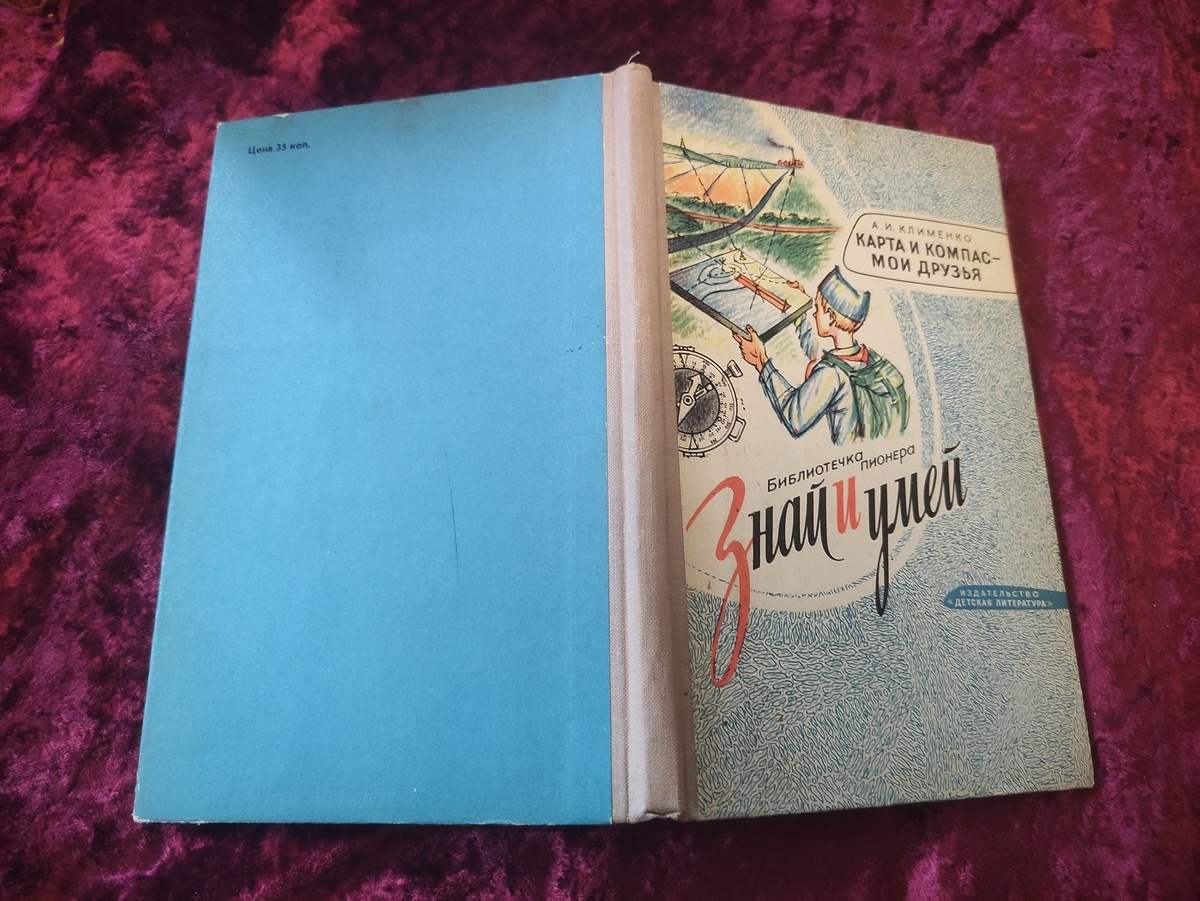 Цена 35 коп.
А. И. КЛИМЕНКО
КАРТА И КОМПАС–
МОИ ДРУЗЬЯ
БИБЛИОТЕЧКА ПИОНЕРА
Знай и умей
ИЗДАТЕЛЬСТВО
«ДЕТСКАЯ ЛИТЕРАТУРА»